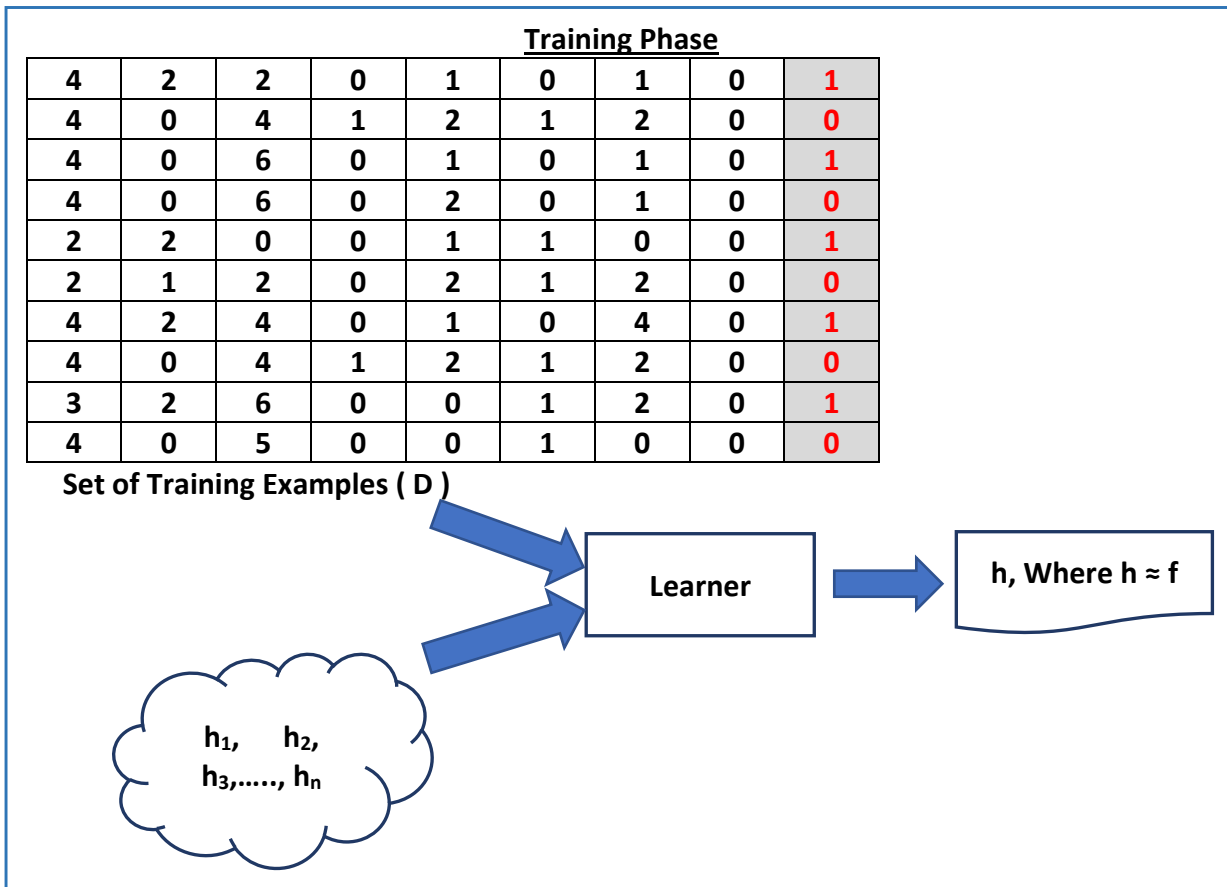 Training Phase
4 2 2 0 1 0 1 0 1
4 0 4 1 2 1 2 0 0
4 0 6 0 1 0 1 0 1
4 0 6 0 2 0 1 0 0
2 2 0 0 1 1 0 0 1
2 1 2 0 2 1 2 0 0
4 2 4 0 1 0 4 0 1
4 0 4 1 2 1 2 0 0
3 2 6 0 0 1 2 0 1
4 0 5 0 0 1 0 0 0
Set of Training Examples ( D )
Learner
h, Where h ≈ f
h₁, h₂,
h₃,....., hₙ